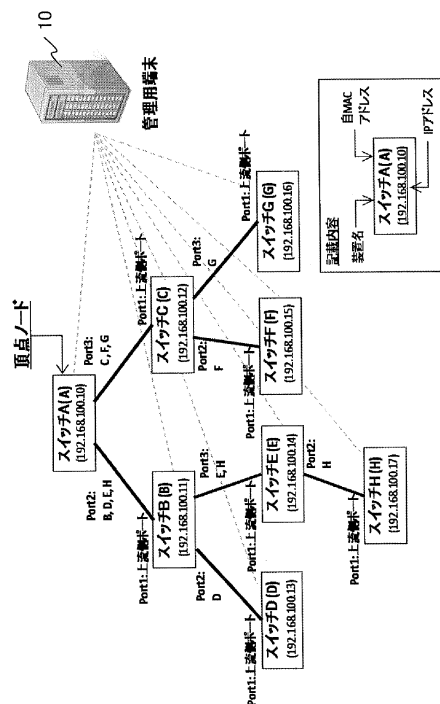 10
管理用端末
頂点ノード
スイッチA(A)
(192.168.100.10)
Port2:
B, D, E, H
Port3:
C, F, G
Port1:上流側ポート
スイッチB(B)
(192.168.100.11)
Port1:上流側ポート
スイッチC(C)
(192.168.100.12)
Port2:
D
Port3:
E, H
Port2:
F
Port3:
G
Port1:上流側ポート
スイッチD(D)
(192.168.100.13)
Port1:上流側ポート
スイッチE(E)
(192.168.100.14)
Port1:上流側ポート
スイッチF(F)
(192.168.100.15)
Port1:上流側ポート
スイッチG(G)
(192.168.100.16)
Port2:
H
Port1:上流側ポート
スイッチH(H)
(192.168.100.17)
記載内容
装置名
自MAC
アドレス
スイッチA(A)
(192.168.100.10)
IPアドレス